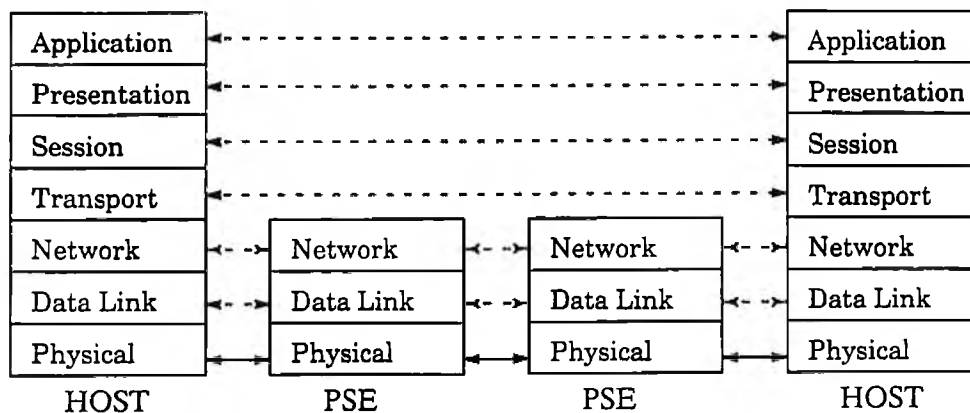 Application Application
Presentation Presentation
Session Session
Transport Transport
Network Network Network Network
Data Link Data Link Data Link Data Link
Physical Physical Physical Physical
HOST PSE PSE HOST